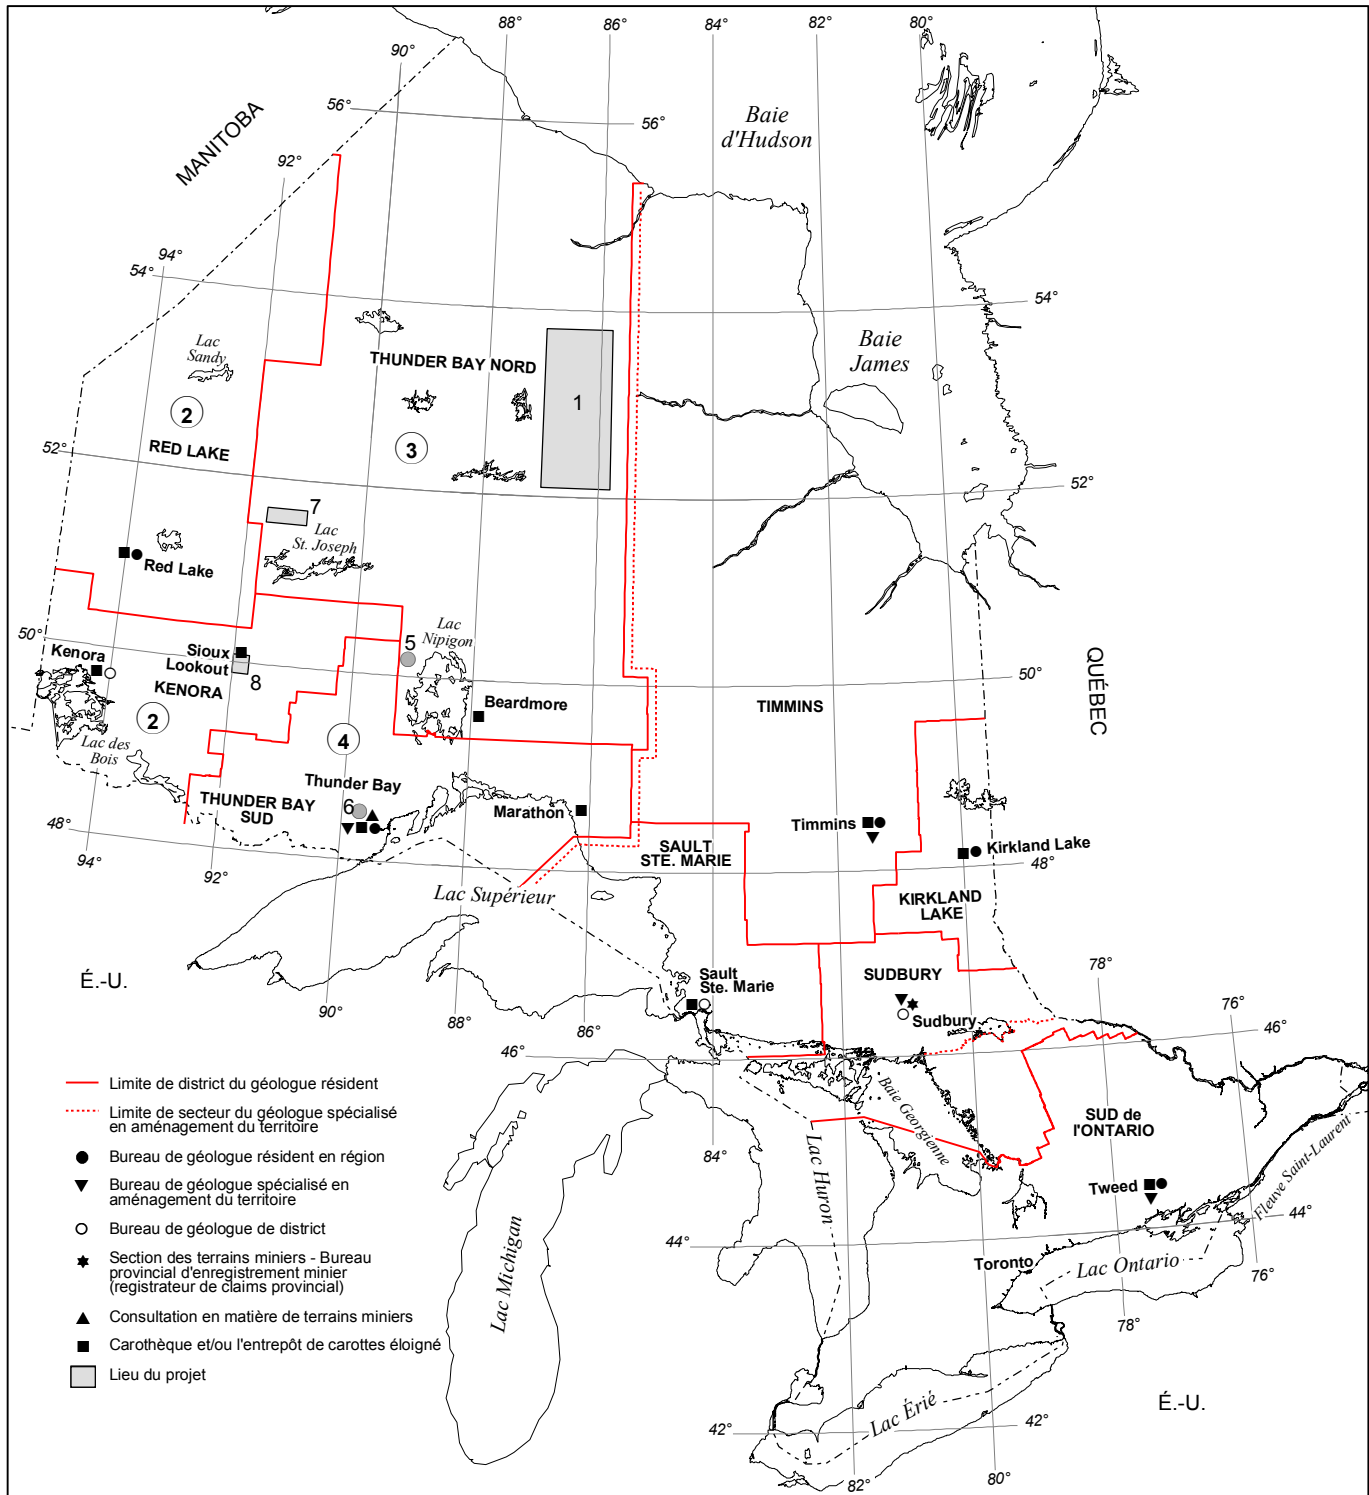 88°
86°
84°
82°
80°
90°
56°
56°
Baie
d'Hudson
MANITOBA
92°
94°
54°
54°
Lac
Sandy
THUNDER BAY NORD
Baie
James
1
2
3
RED LAKE
52°
52°
7
Lac
St. Joseph
Red Lake
50°
Kenora
Sioux
Lookout
8
KENORA
5
Lac
Nipigon
50°
QUÉBEC
Beardmore
TIMMINS
2
4
Lac des
Bois
Thunder Bay
THUNDER BAY
SUD
6
Marathon
Timmins
Kirkland Lake
48°
48°
94°
92°
SAULT
STE. MARIE
KIRKLAND
LAKE
Lac Supérieur
É.-U.
90°
88°
86°
Sault
Ste. Marie
SUDBURY
Sudbury
78°
76°
46°
46°
Baie Georgienne
SUD de
l'ONTARIO
84°
Lac Huron
Tweed
Fleuve Saint-Laurent
44°
44°
Toronto
Lac Ontario
76°
78°
Lac Michigan
Lac Érié
42°
42°
É.-U.
82°
80°
Limite de district du géologue résident
Limite de secteur du géologue spécialisé
en aménagement du territoire
Bureau de géologue résident en région
Bureau de géologue spécialisé en
aménagement du territoire
Bureau de géologue de district
Section des terrains miniers - Bureau
provincial d'enregistrement minier
(registrateur de claims provincial)
Consultation en matière de terrains miniers
Carothèque et/ou l'entrepôt de carottes éloigné
Lieu du projet